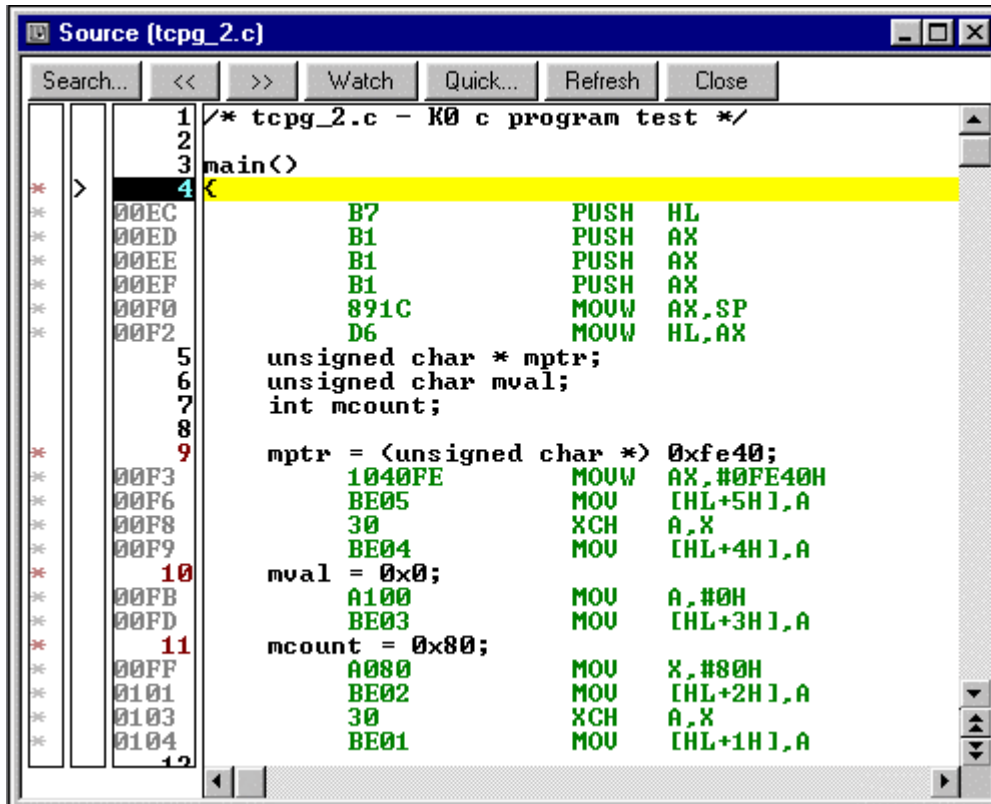 Source (tcpg_2.c)
Search... << >> Watch Quick... Refresh Close
1 /* tcpg_2.c - K0 c program test */
2
3 main()
* > 4 {
* 00EC B7 PUSH HL
* 00ED B1 PUSH AX
* 00EE B1 PUSH AX
* 00EF B1 PUSH AX
* 00F0 891C MOVW AX,SP
* 00F2 D6 MOVW HL,AX
5 unsigned char * mptr;
6 unsigned char mval;
7 int mcount;
8
* 9 mptr = (unsigned char *) 0xfe40;
* 00F3 1040FE MOVW AX,#0FE40H
* 00F6 BE05 MOV [HL+5H],A
* 00F8 30 XCH A,X
* 00F9 BE04 MOV [HL+4H],A
* 10 mval = 0x0;
* 00FB A100 MOV A,#0H
* 00FD BE03 MOV [HL+3H],A
* 11 mcount = 0x80;
* 00FF A080 MOV X,#80H
* 0101 BE02 MOV [HL+2H],A
* 0103 30 XCH A,X
* 0104 BE01 MOV [HL+1H],A
12